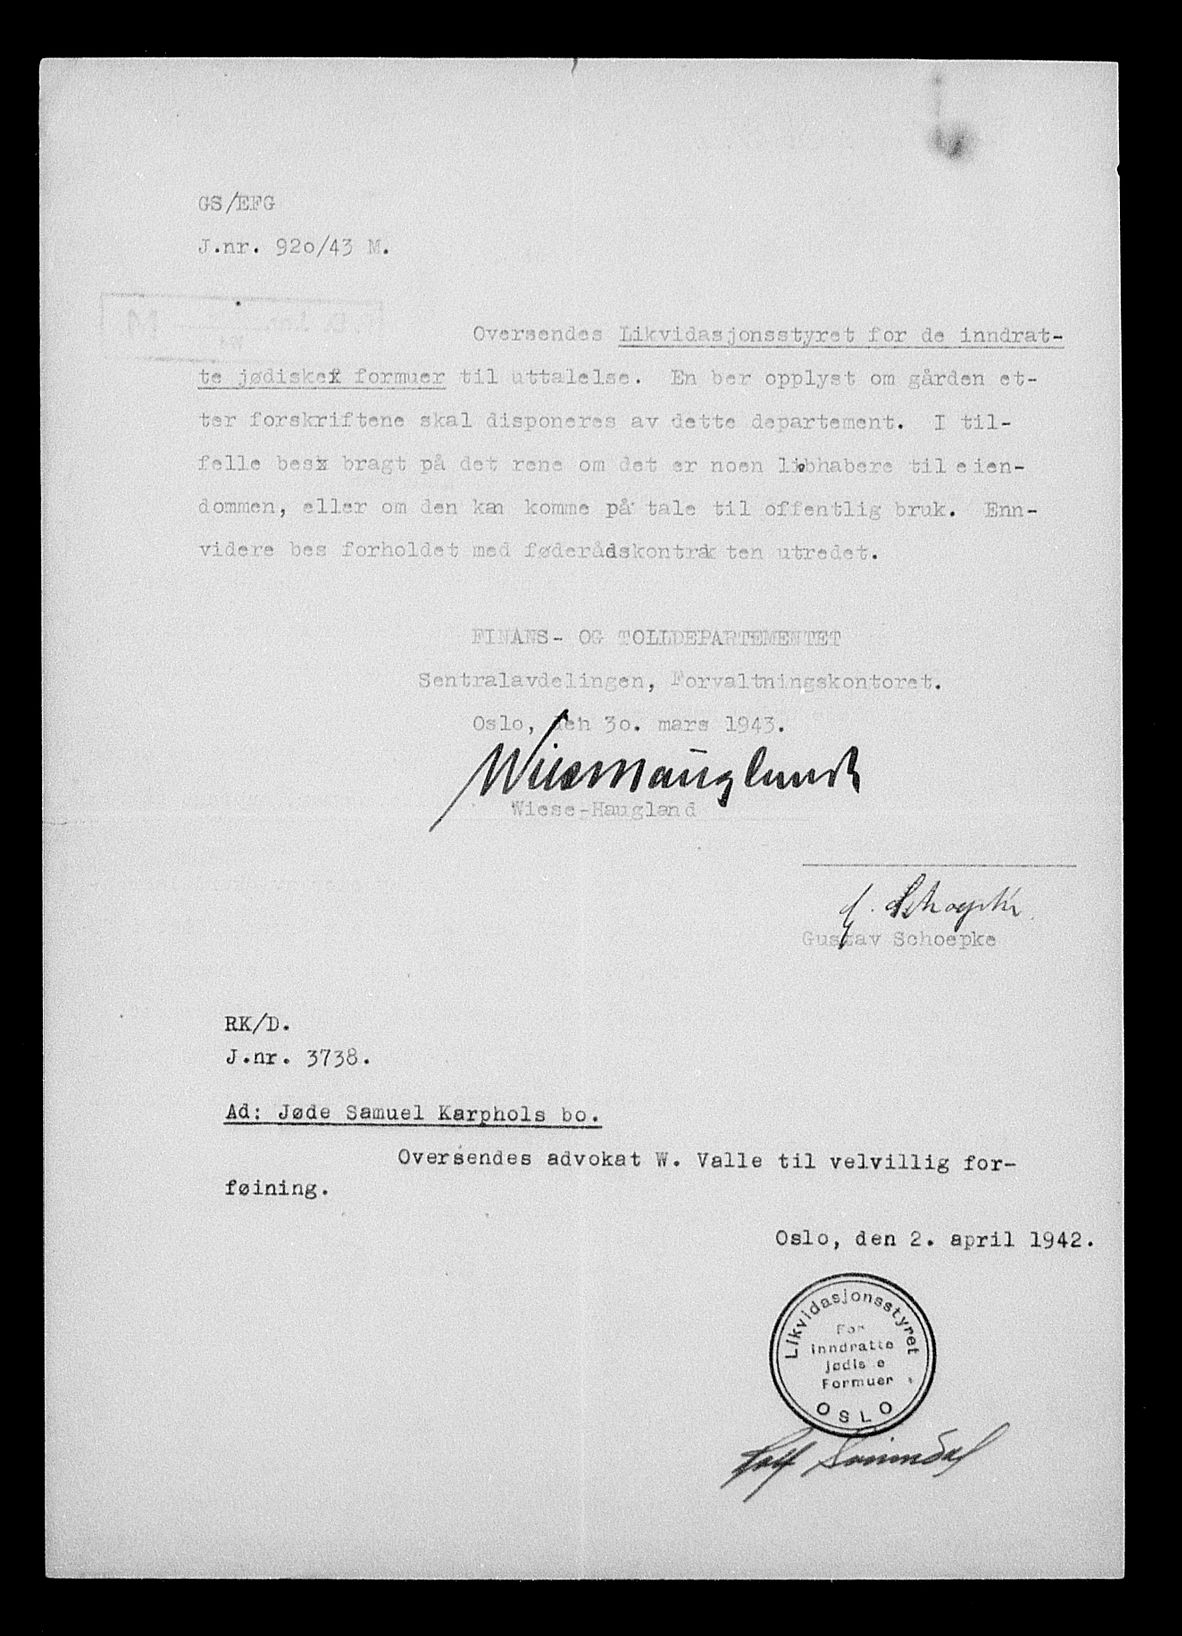 GS/EFG
J.nr. 92o/43 M.
Oversendes Likvidasjonsstyret for de inndrat-
te jødiskef formuer til uttalelse. En ber opplyst om gården et-
ter forskriftene skal disponeres av dette departement. I til-
felle besx bragt på det rene om det er noen liebhabere til eien-
dommen, eller om den kan komme på tale til offentlig bruk. Enn-
videre bes forholdet med føderådskontrakten utredet.
FINANS- OG TOLLDEPARTEMENTET
Sentralavdelingen, Forvaltningskontoret.
Oslo, den 3o. mars 1943.
Wiese-Haugland
G. Schoepke
Gustav Schoepke
RK/D.
J.nr. 3738.
Ad: Jøde Samuel Karphols bo.
Oversendes advokat W. Valle til velvillig for-
føining.
Oslo, den 2. april 1942.
Likvidasjonsstyret
For
inndratte
jødis e
Formuer
OSLO